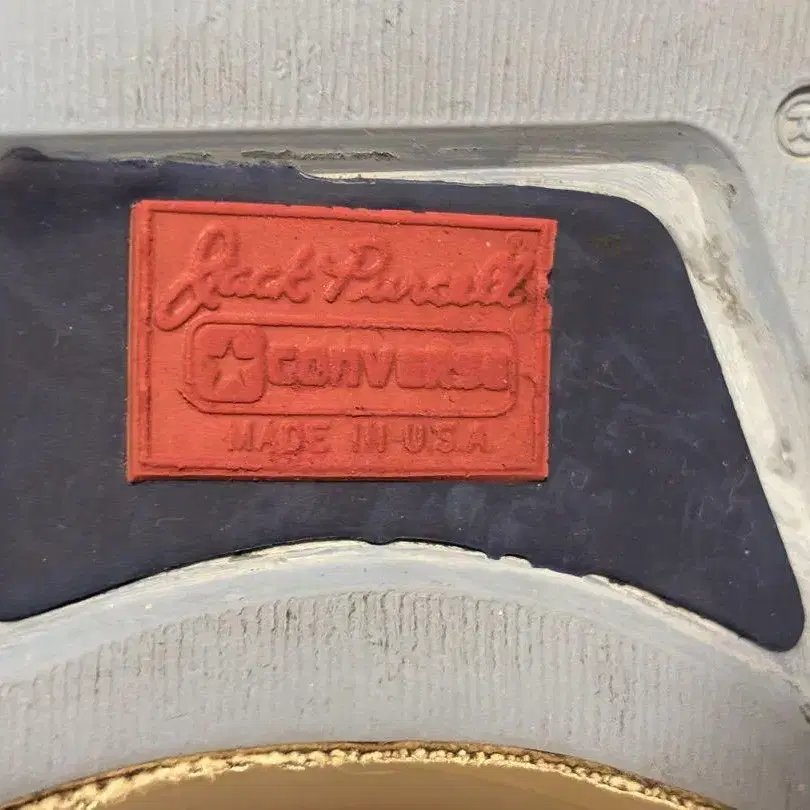 Jack Purcell®
CONVERSE
MADE IN U.S.A
®